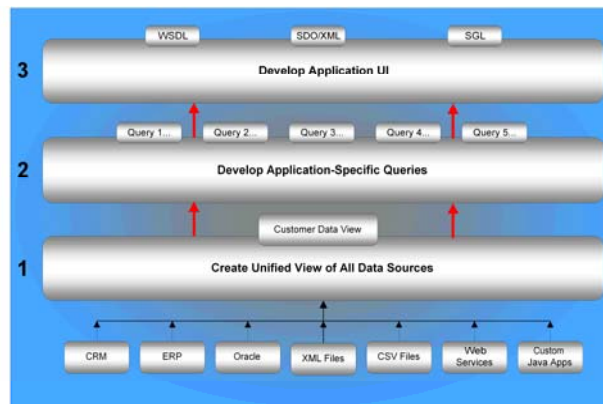 WSDL
SDO/XML
SGL
3
Develop Application UI
Query 1...
Query 2...
Query 3...
Query 4...
Query 5...
2
Develop Application-Specific Queries
Customer Data View
1
Create Unified View of All Data Sources
CRM
ERP
Oracle
XML Files
CSV Files
Web
Services
Custom
Java Apps